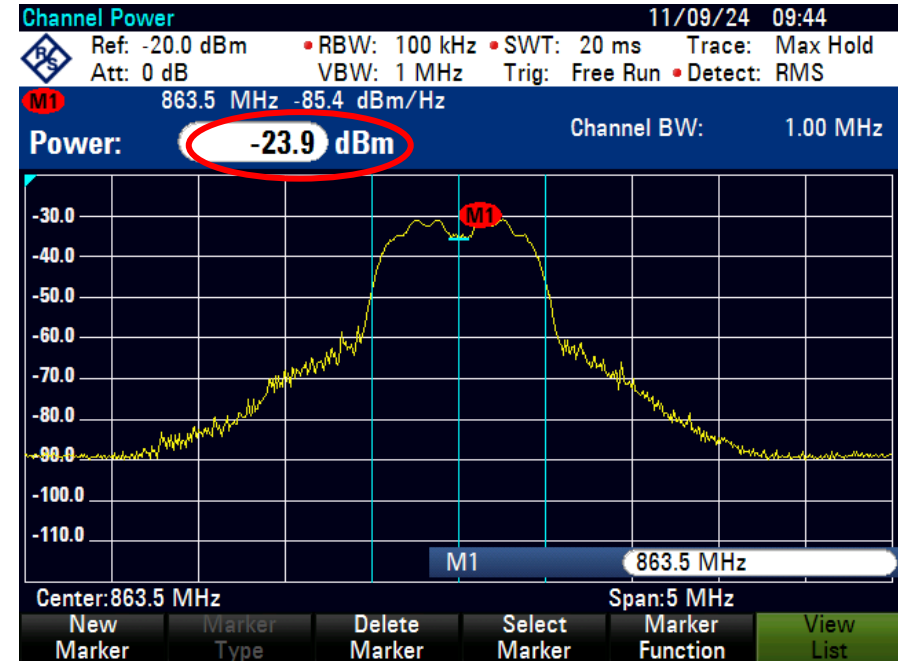 Channel Power 11/09/24 09:44
Ref: -20.0 dBm RBW: 100 kHz SWT: 20 ms Trace: Max Hold
Att: 0 dB VBW: 1 MHz Trig: Free Run Detect: RMS
M1 863.5 MHz -85.4 dBm/Hz
Power: -23.9 dBm Channel BW: 1.00 MHz
M1
-30.0
-40.0
-50.0
-60.0
-70.0
-80.0
-90.0
-100.0
-110.0
M1 863.5 MHz
Center:863.5 MHz Span:5 MHz
New Marker Delete Select Marker View
Marker Type Marker Marker Function List